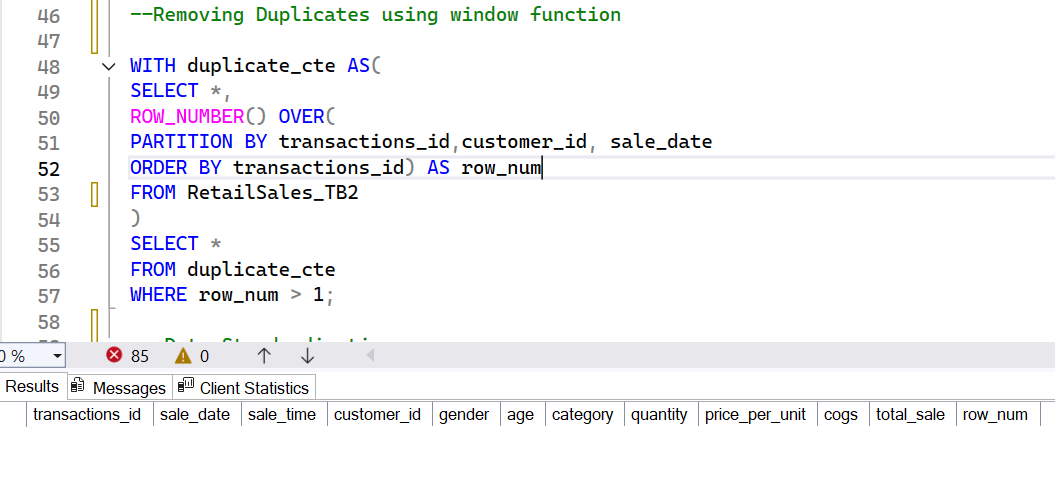 46 --Removing Duplicates using window function
47
48 WITH duplicate_cte AS(
49 SELECT *,
50 ROW_NUMBER() OVER(
51 PARTITION BY transactions_id,customer_id, sale_date
52 ORDER BY transactions_id) AS row_num
53 FROM RetailSales_TB2
54 )
55 SELECT *
56 FROM duplicate_cte
57 WHERE row_num > 1;
58
0 % 85 0
Results Messages Client Statistics
transactions_id sale_date sale_time customer_id gender age category quantity price_per_unit cogs total_sale row_num